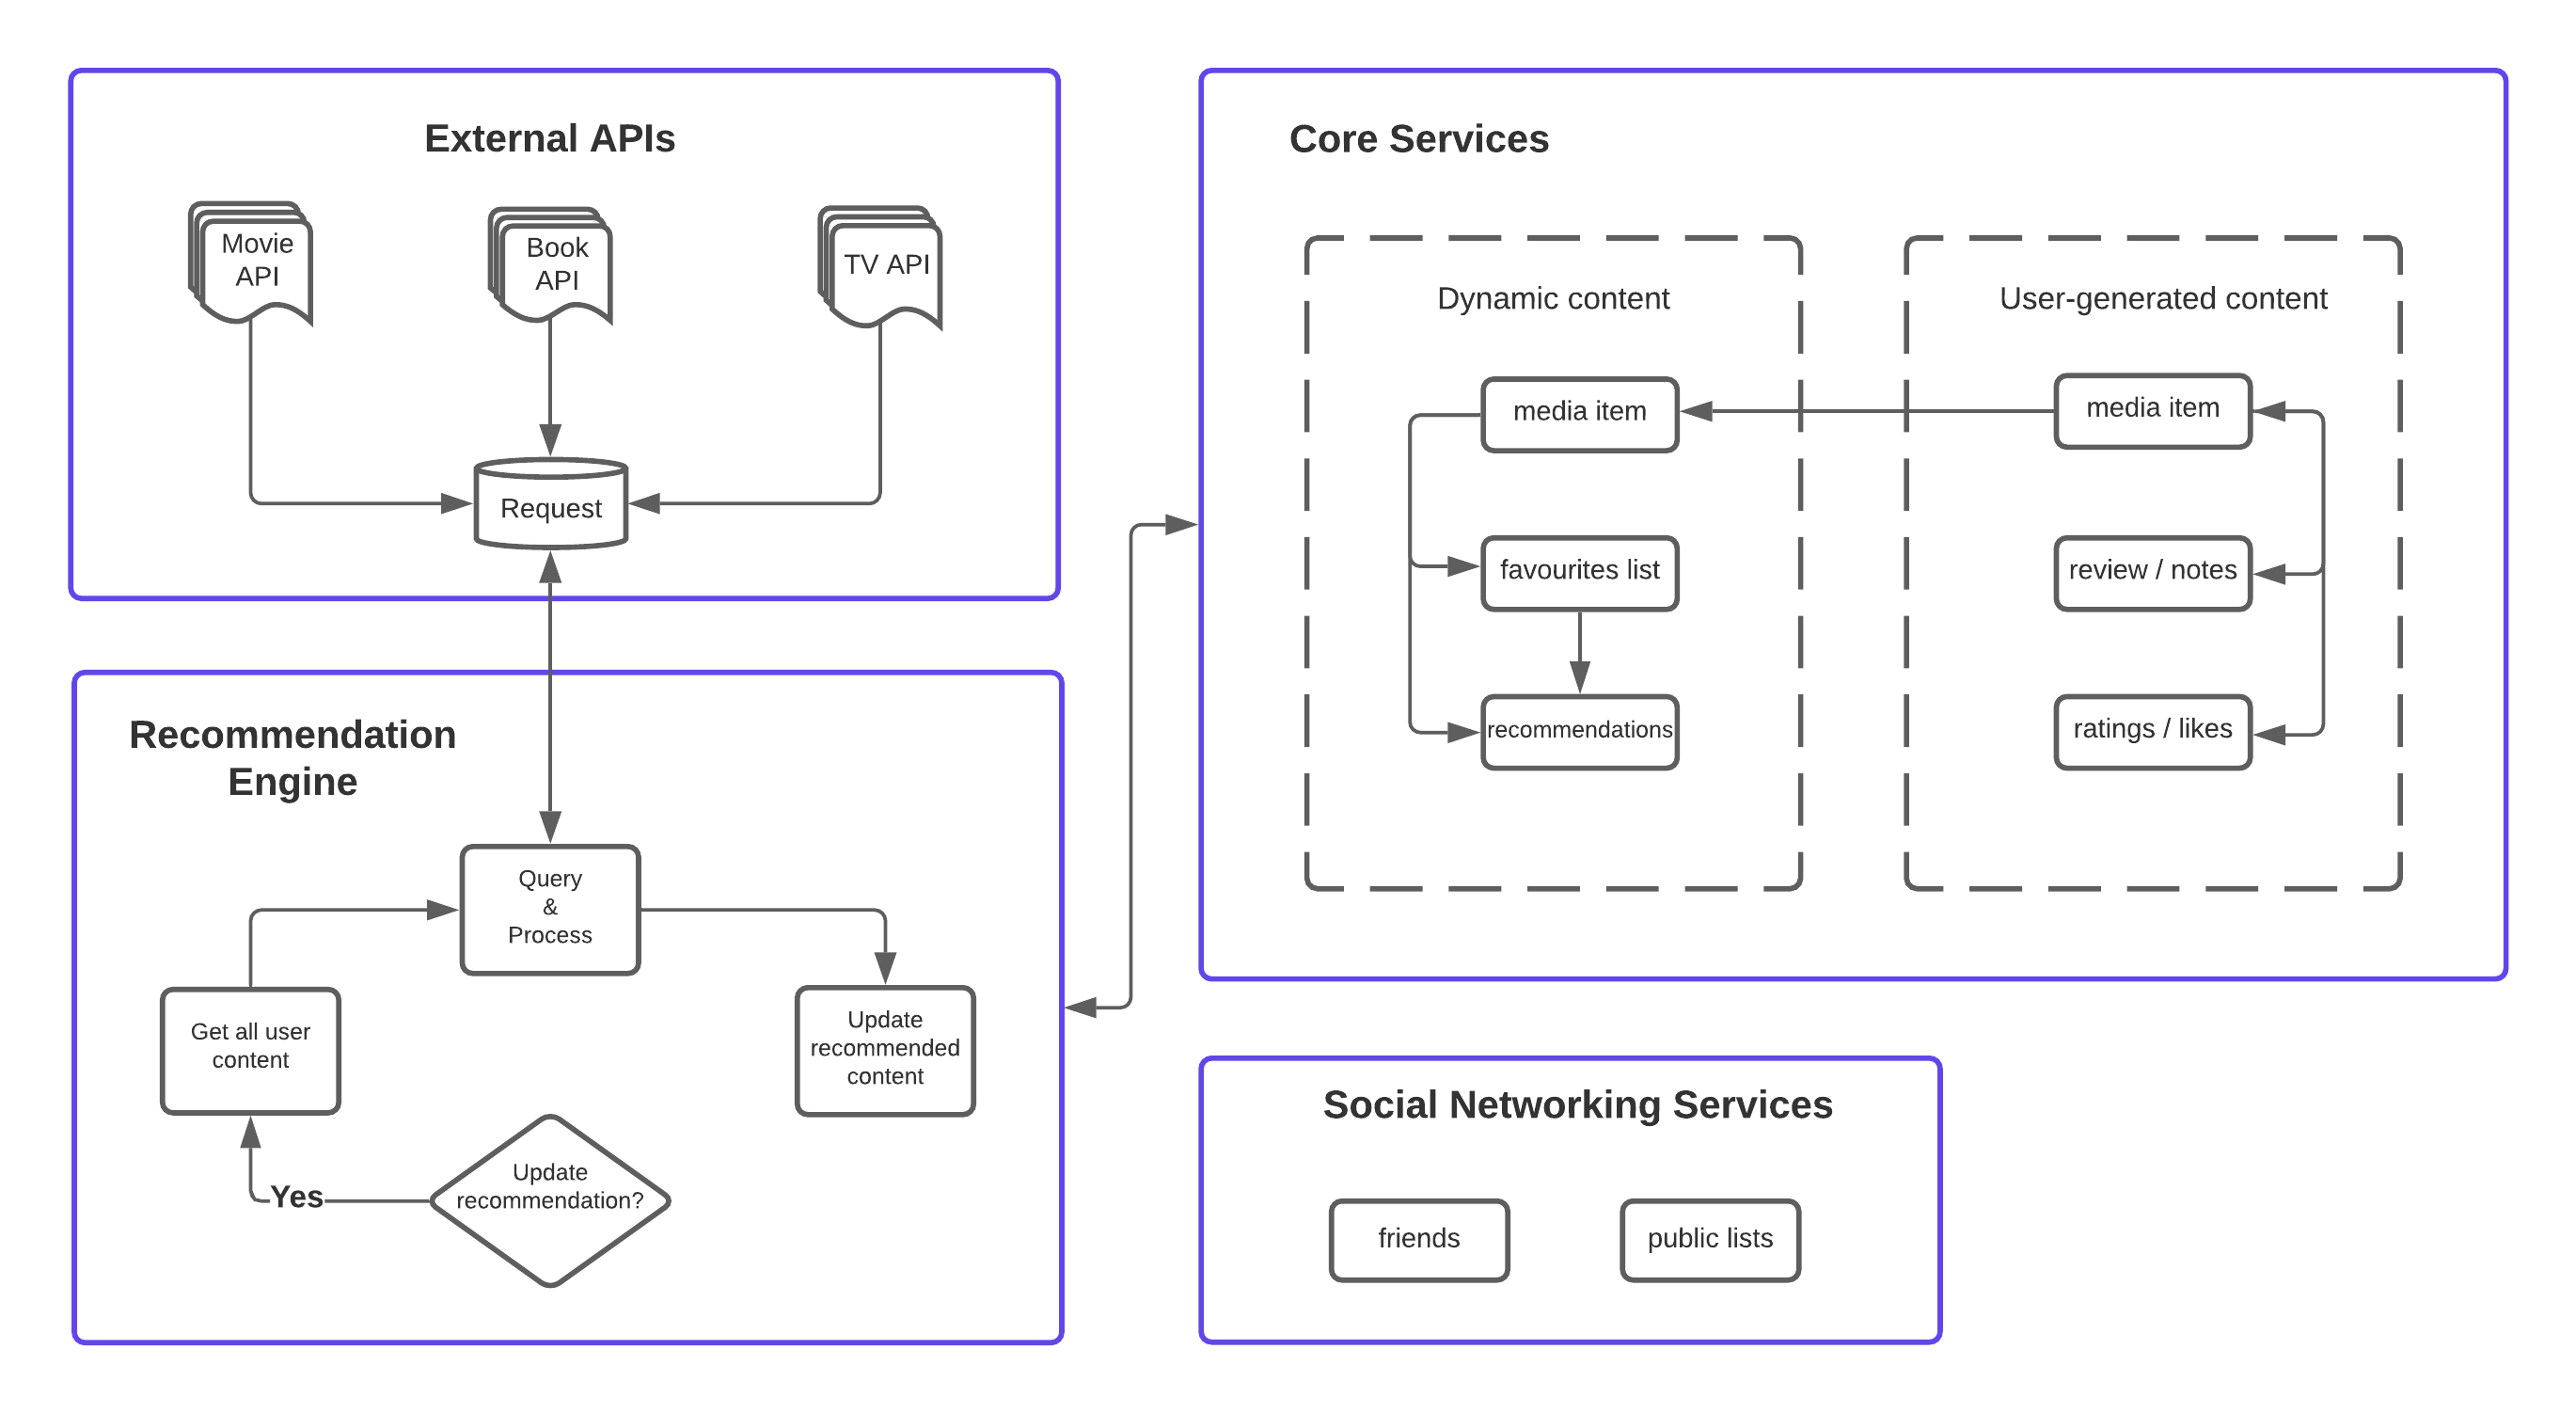 External APIs
Movie
API
Book
API
TV API
Request
Recommendation
Engine
Query
&
Process
Get all user
content
Update
recommended
content
Update
recommendation?
Yes
Core Services
Dynamic content
media item
favourites list
recommendations
User-generated content
media item
review / notes
ratings / likes
Social Networking Services
friends
public lists